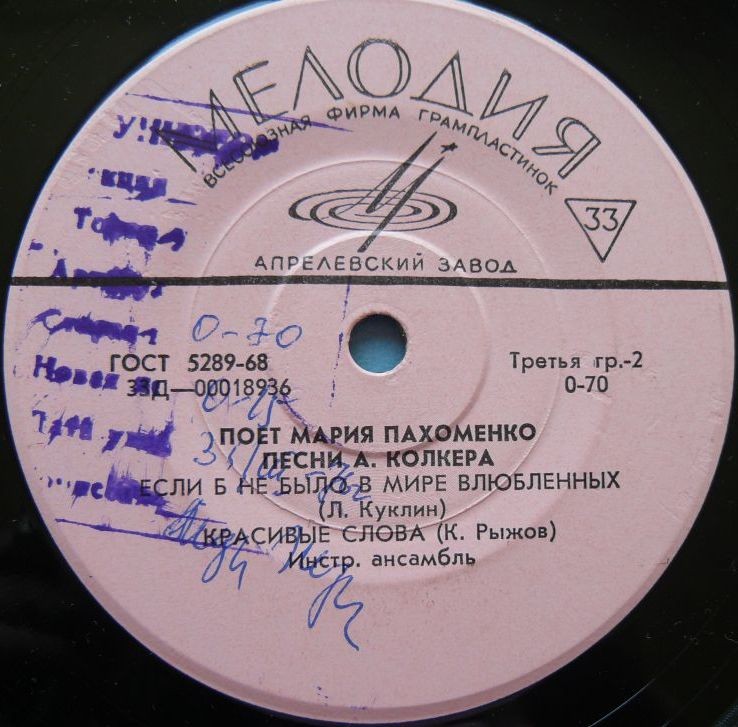 МЕЛОДИЯ
ВСЕСОЮЗНАЯ ФИРМА ГРАМПЛАСТИНОК
33
АПРЕЛЕВСКИЙ ЗАВОД
0-70
ГОСТ 5289-68
Третья гр.-2
33Д—00018936
0-70
ПОЕТ МАРИЯ ПАХОМЕНКО
ПЕСНИ А. КОЛКЕРА
ЕСЛИ Б НЕ БЫЛО В МИРЕ ВЛЮБЛЕННЫХ
(Л. Куклин)
КРАСИВЫЕ СЛОВА (К. Рыжов)
Инстр. ансамбль